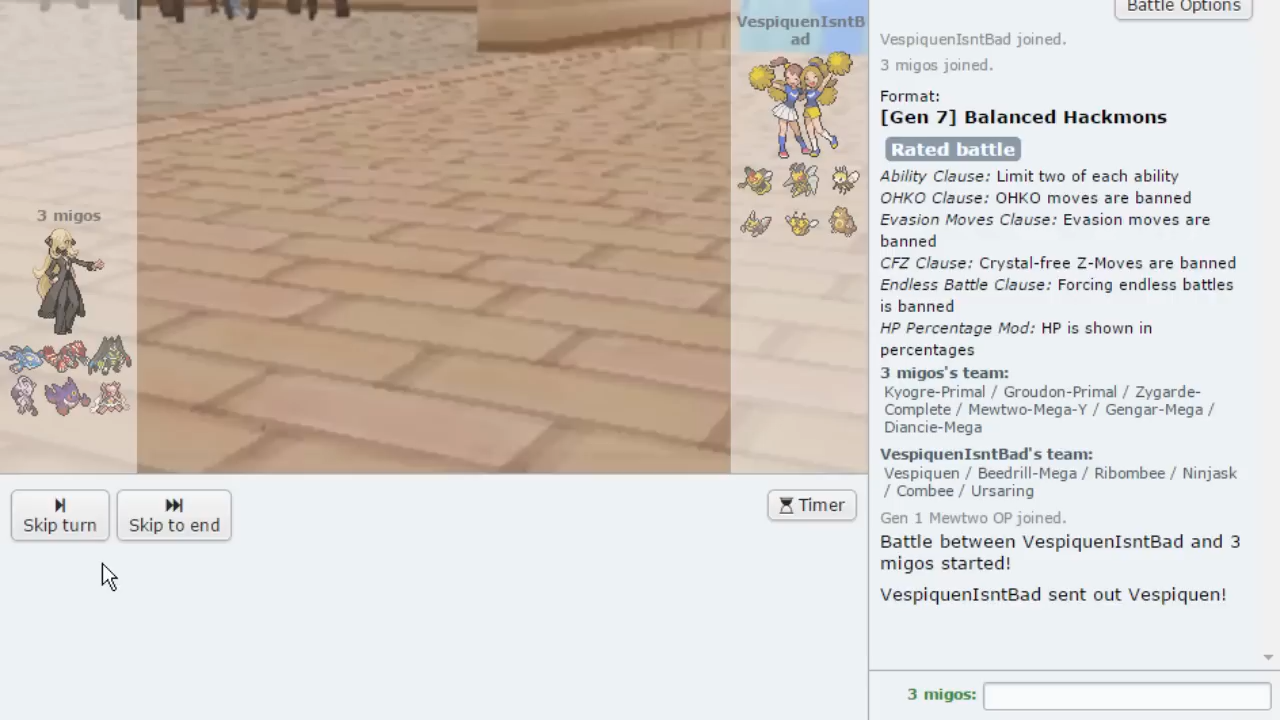 VespiquenIsntB
ad
3 migos
Skip turn
Skip to end
Timer
Battle Options
VespiquenIsntBad joined.
3 migos joined.
Format:
[Gen 7] Balanced Hackmons
Rated battle
Ability Clause: Limit two of each ability
OHKO Clause: OHKO moves are banned
Evasion Moves Clause: Evasion moves are
banned
CFZ Clause: Crystal-free Z-Moves are banned
Endless Battle Clause: Forcing endless battles
is banned
HP Percentage Mod: HP is shown in
percentages
3 migos's team:
Kyogre-Primal / Groudon-Primal / Zygarde-
Complete / Mewtwo-Mega-Y / Gengar-Mega /
Diancie-Mega
VespiquenIsntBad's team:
Vespiquen / Beedrill-Mega / Ribombee / Ninjask
/ Combee / Ursaring
Gen 1 Mewtwo OP joined.
Battle between VespiquenIsntBad and 3
migos started!
VespiquenIsntBad sent out Vespiquen!
3 migos: